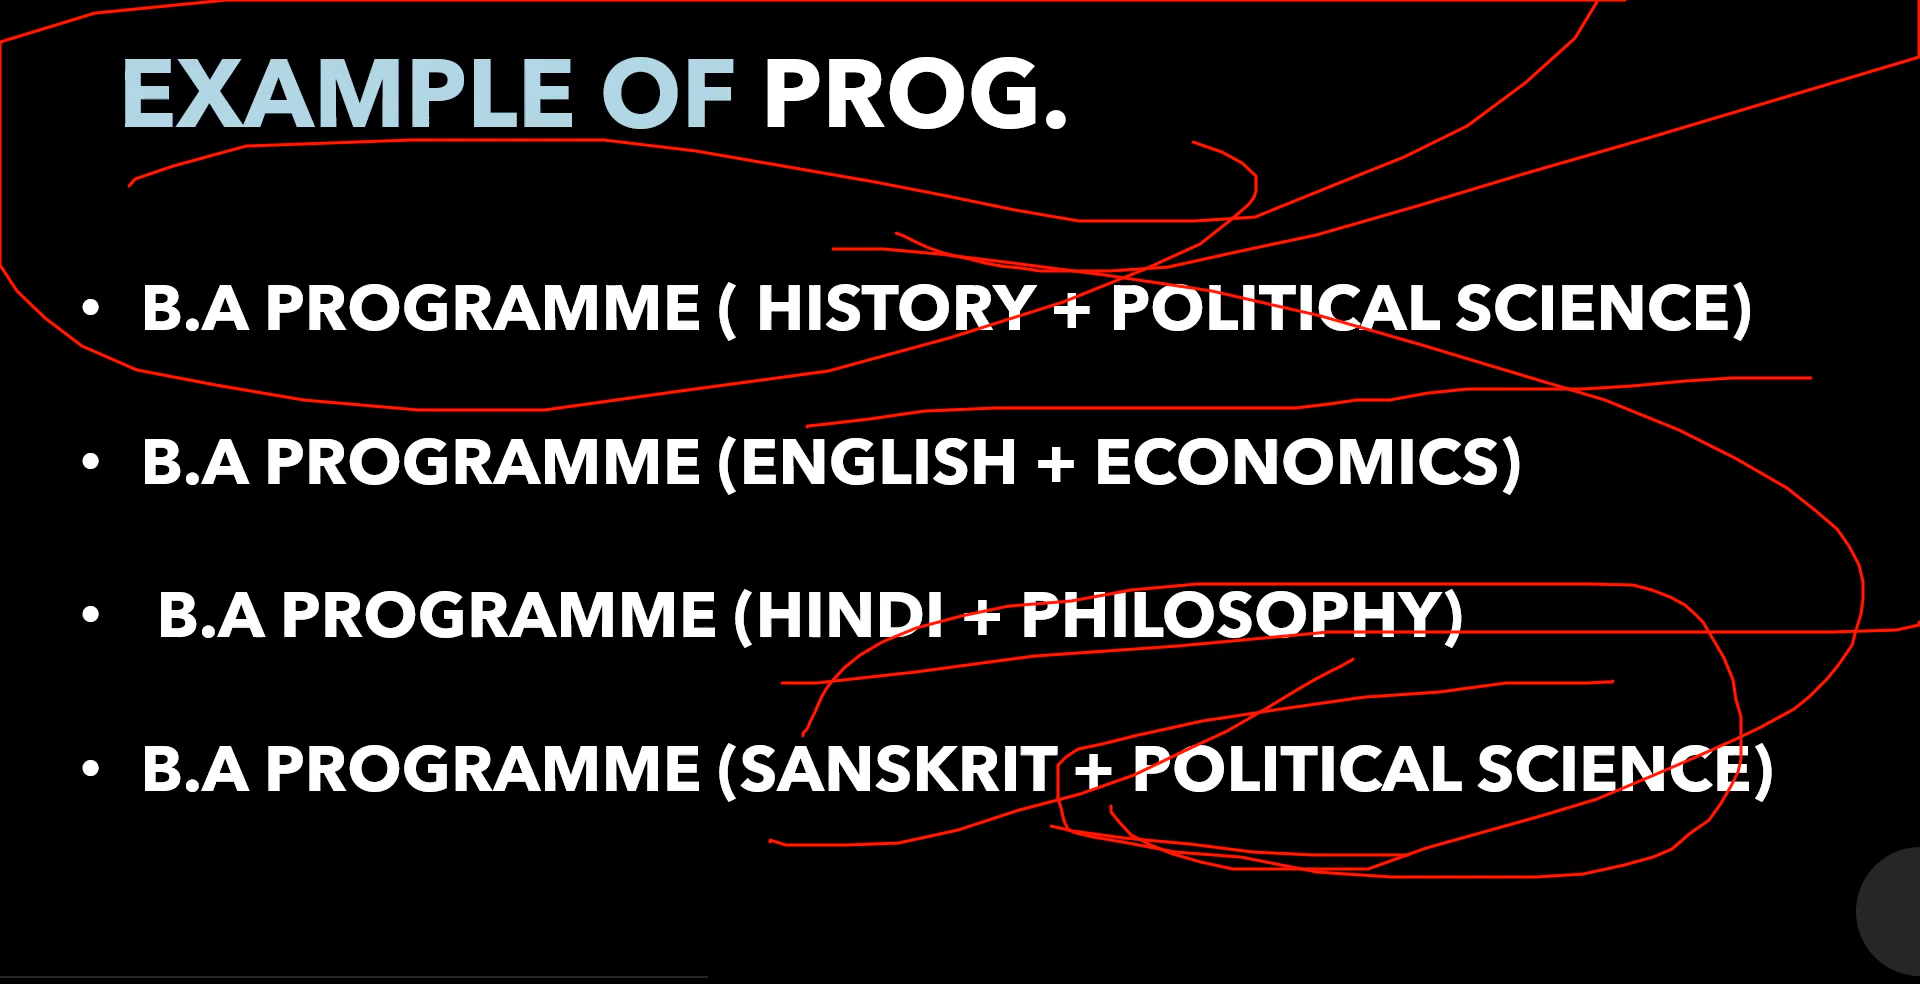 EXAMPLE OF PROG.
• B.A PROGRAMME ( HISTORY + POLITICAL SCIENCE)
• B.A PROGRAMME (ENGLISH + ECONOMICS)
• B.A PROGRAMME (HINDI + PHILOSOPHY)
• B.A PROGRAMME (SANSKRIT + POLITICAL SCIENCE)